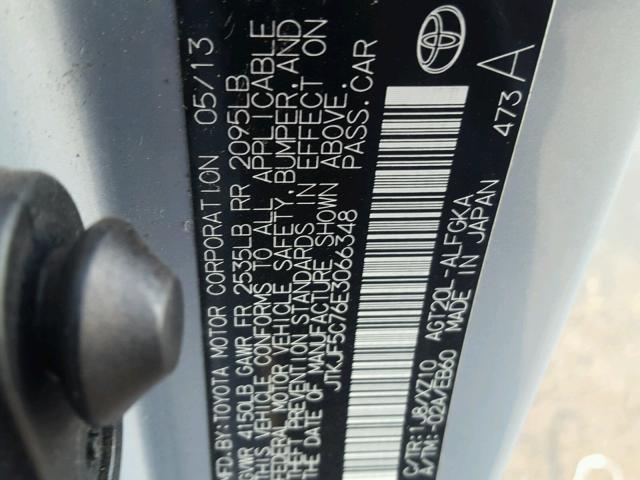 MFD.BY:TOYOTA MOTOR CORPORATION 05/13
GVWR 4150LB GAWR FR 2535LB RR 2095LB
THIS VEHICLE CONFORMS TO ALL APPLICABLE
FEDERAL MOTOR VEHICLE SAFETY, BUMPER, AND
THEFT PREVENTION STANDARDS IN EFFECT ON
THE DATE OF MANUFACTURE SHOWN ABOVE.
JTKJF5C76E3066348 PASS.CAR
C/TR:1J8/YZ10 AGT20L-ALFGKA
A/TM:-02A/EB60 MADE IN JAPAN
473 A